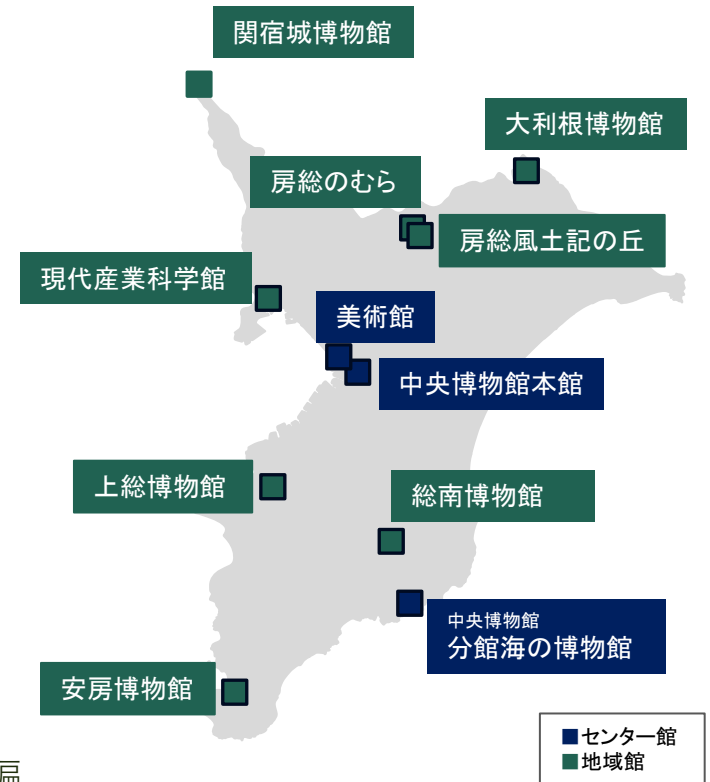 関宿城博物館
大利根博物館
房総のむら
房総風土記の丘
現代産業科学館
美術館
中央博物館本館
上総博物館
総南博物館
中央博物館
分館海の博物館
安房博物館
■センター館
■地域館